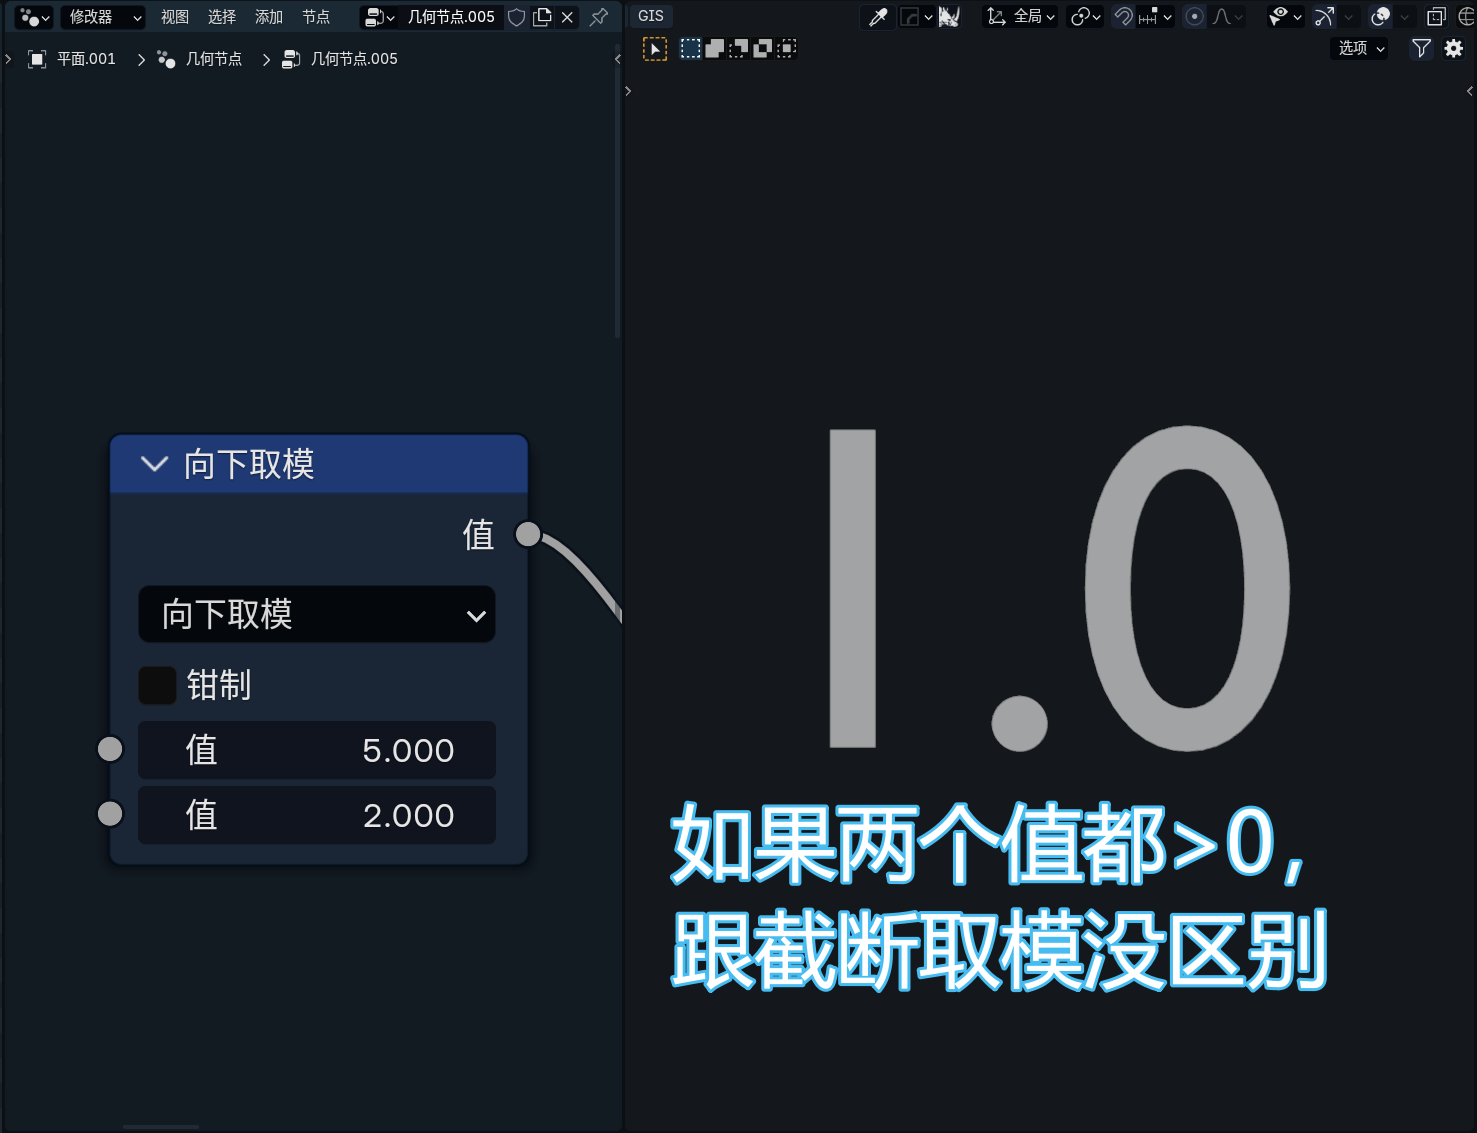 修改器 视图 选择 添加 节点 几何节点.005
平面.001 几何节点 几何节点.005
向下取模
值
向下取模
钳制
值 5.000
值 2.000
GIS 全局
选项
1.0
如果两个值都>0,
跟截断取模没区别